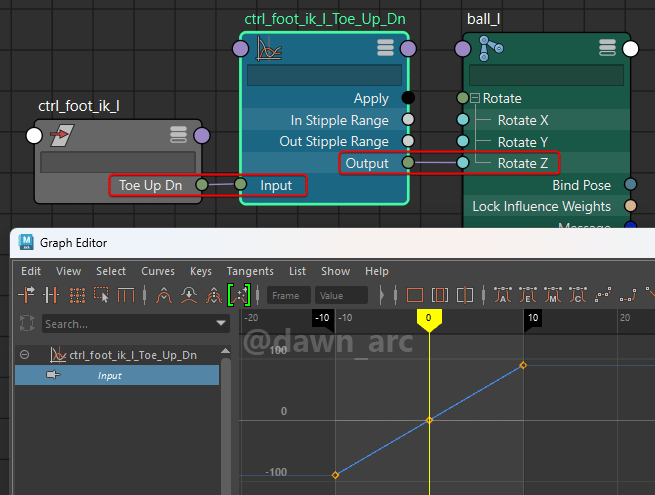 ctrl_foot_ik_l_Toe_Up_Dn
ball_l
Apply
Rotate
In Stipple Range
Rotate X
Out Stipple Range
Rotate Y
Output
Rotate Z
ctrl_foot_ik_l
Toe Up Dn
Input
Bind Pose
Lock Influence Weights
Message
Graph Editor
Edit View Select Curves Keys Tangents List Show Help
Frame Value
Search...
-20 -10 -10 0 10 20
ctrl_foot_ik_l_Toe_Up_Dn
Input
@dawn_arc
100
0
-100